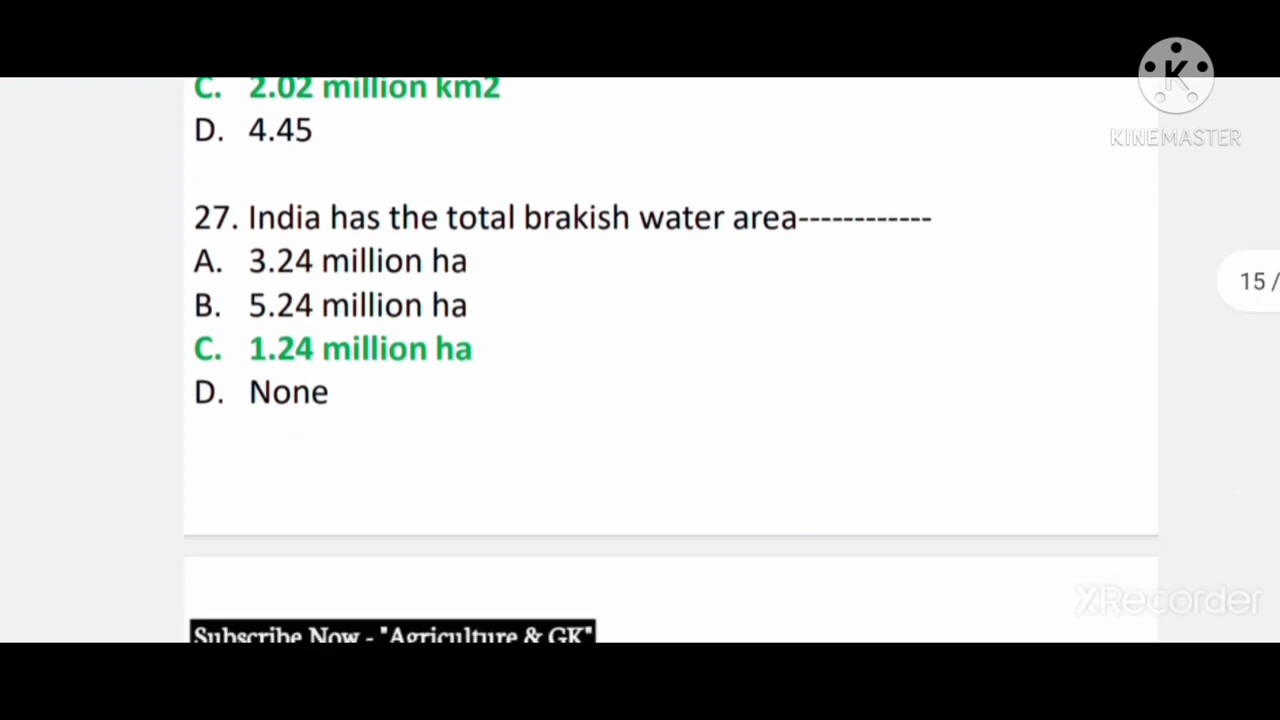 C. 2.02 million km2
D. 4.45
27. India has the total brakish water area------------
A. 3.24 million ha
B. 5.24 million ha
C. 1.24 million ha
D. None
Subscribe Now - "Agriculture & GK"
K
KINEMASTER
15 /
XRecorder